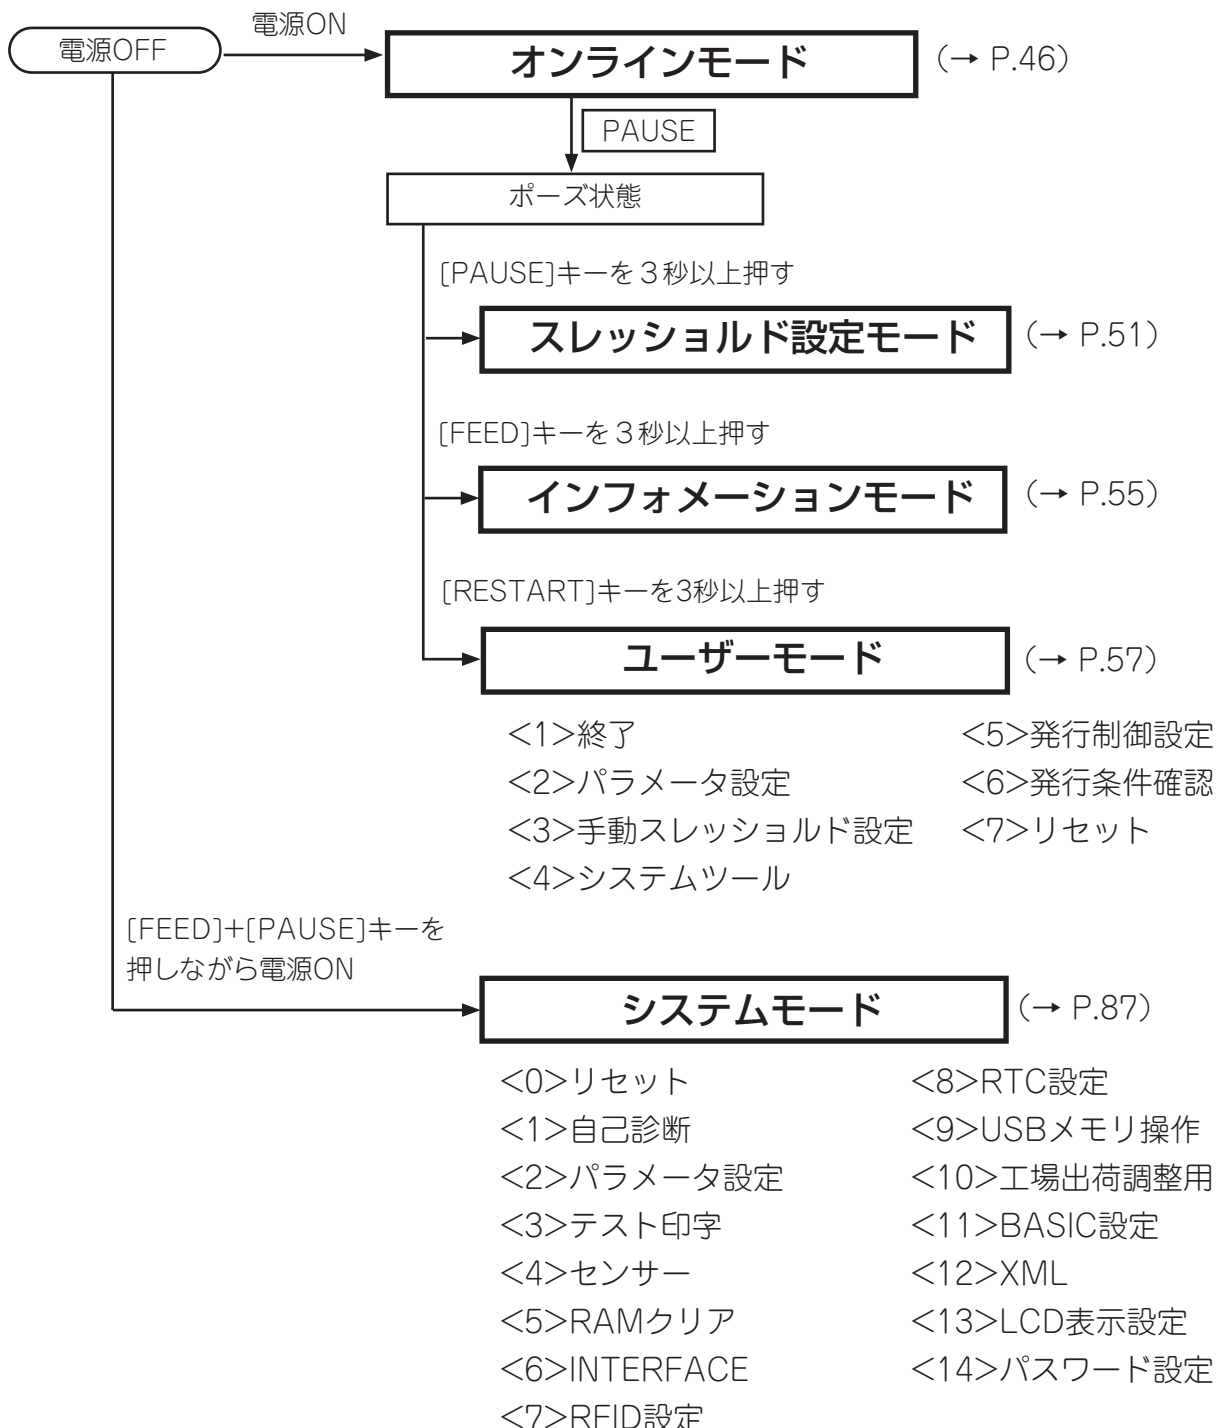 電源OFF
電源ON
オンラインモード
(→ P.46)
PAUSE
ポーズ状態
[PAUSE]キーを３秒以上押す
スレッショルド設定モード
(→ P.51)
[FEED]キーを３秒以上押す
インフォメーションモード
(→ P.55)
[RESTART]キーを3秒以上押す
ユーザーモード
(→ P.57)
<1>終了
<2>パラメータ設定
<3>手動スレッショルド設定
<4>システムツール
<5>発行制御設定
<6>発行条件確認
<7>リセット
[FEED]+[PAUSE]キーを
押しながら電源ON
システムモード
(→ P.87)
<0>リセット
<1>自己診断
<2>パラメータ設定
<3>テスト印字
<4>センサー
<5>RAMクリア
<6>INTERFACE
<7>RFID設定
<8>RTC設定
<9>USBメモリ操作
<10>工場出荷調整用
<11>BASIC設定
<12>XML
<13>LCD表示設定
<14>パスワード設定